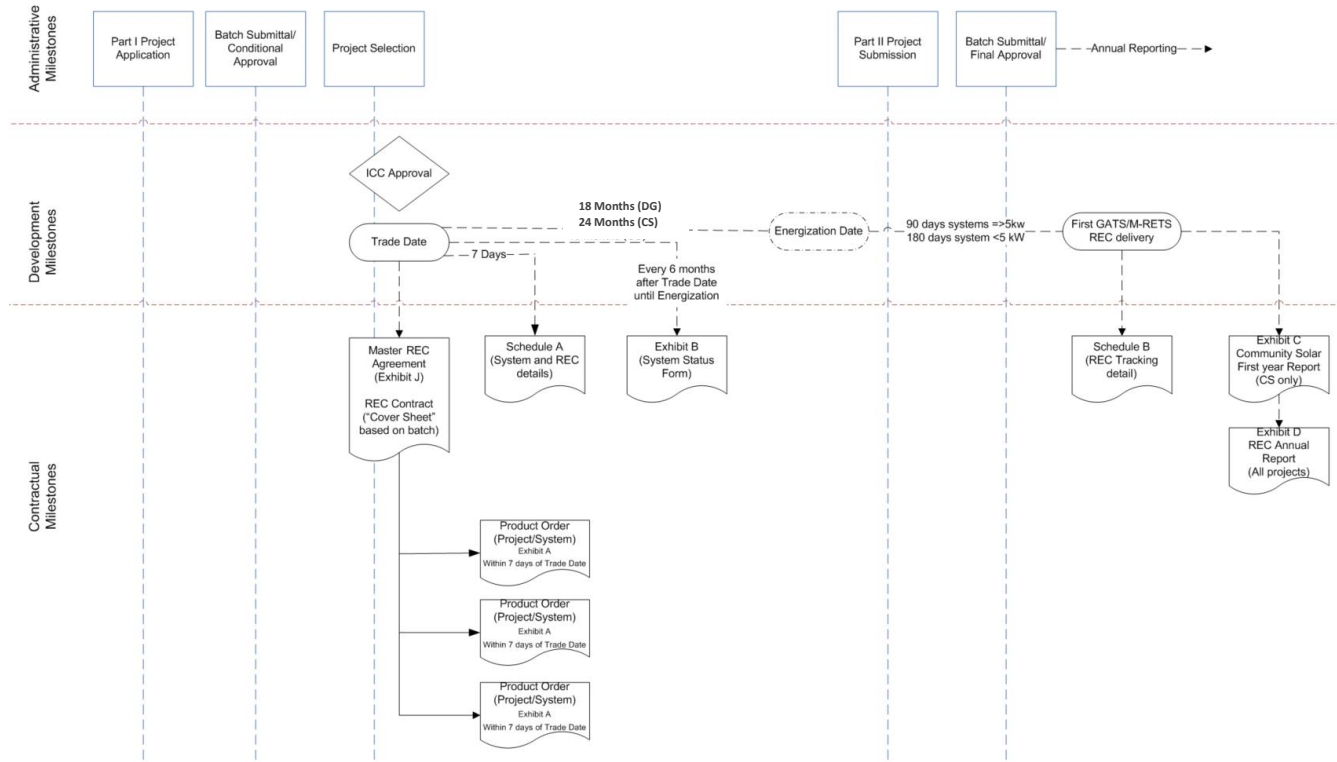 Administrative
Milestones
Part I Project
Application
Batch Submittal/
Conditional
Approval
Project Selection
Part II Project
Submission
Batch Submittal/
Final Approval
Annual Reporting
Development
Milestones
ICC Approval
Trade Date
18 Months (DG)
24 Months (CS)
7 Days
Every 6 months
after Trade Date
until Energization
Energization Date
90 days systems =>5kw
180 days system <5 kW
First GATS/M-RETS
REC delivery
Contractual
Milestones
Master REC
Agreement
(Exhibit J)
REC Contract
("Cover Sheet"
based on batch)
Schedule A
(System and REC
details)
Exhibit B
(System Status
Form)
Schedule B
(REC Tracking
detail)
Exhibit C
Community Solar
First year Report
(CS only)
Exhibit D
REC Annual
Report
(All projects)
Product Order
(Project/System)
Exhibit A
Within 7 days of Trade Date
Product Order
(Project/System)
Exhibit A
Within 7 days of Trade Date
Product Order
(Project/System)
Exhibit A
Within 7 days of Trade Date